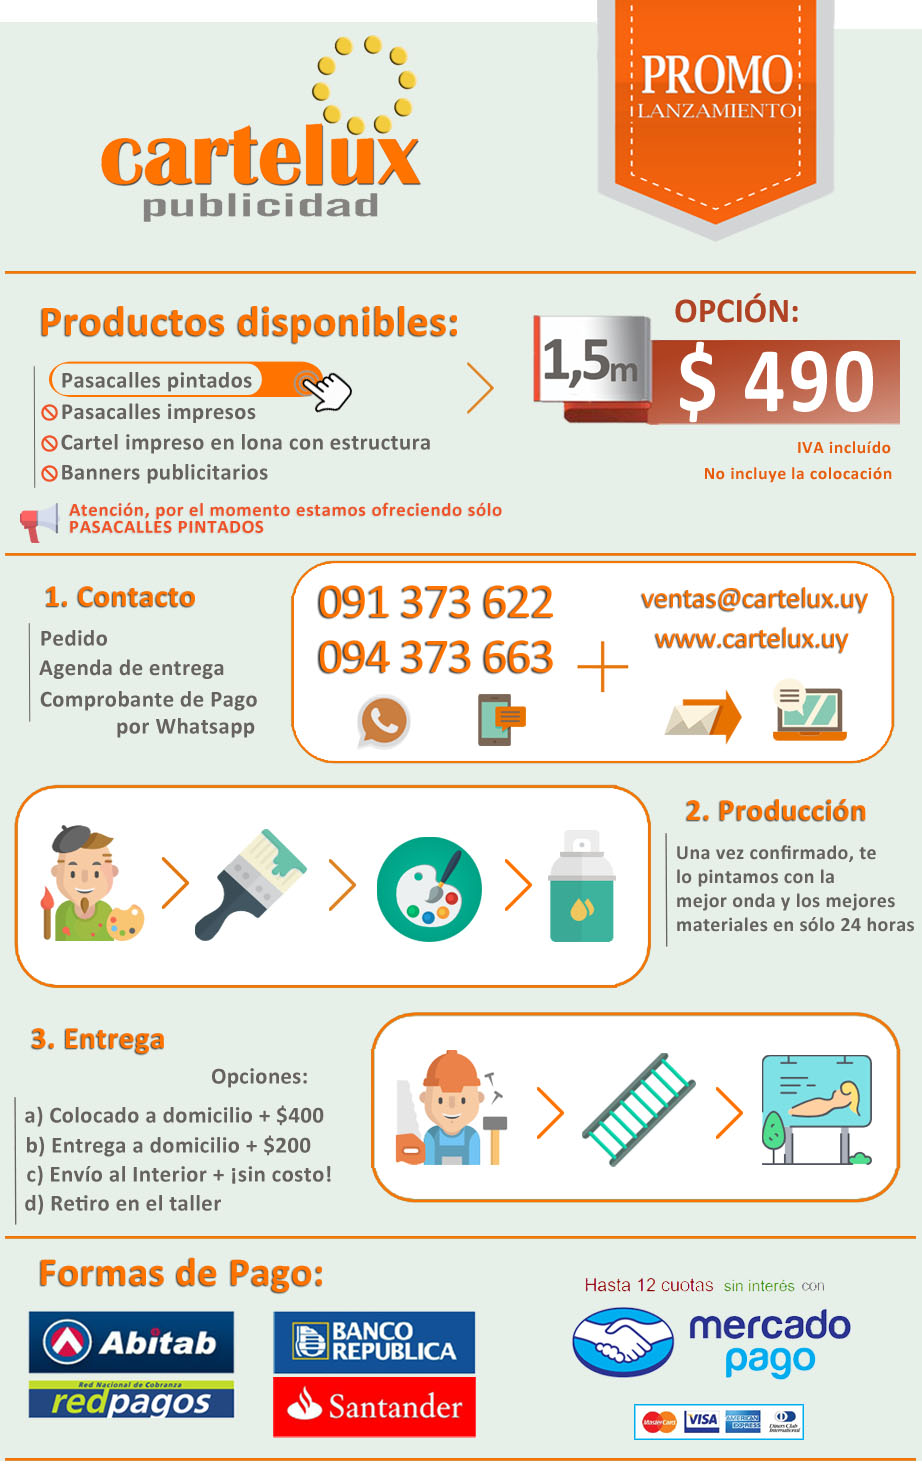 cartelux
publicidad
PROMO
LANZAMIENTO
Productos disponibles:
Pasacalles pintados
Pasacalles impresos
Cartel impreso en lona con estructura
Banners publicitarios
Atención, por el momento estamos ofreciendo sólo
PASACALLES PINTADOS
OPCIÓN:
1,5m
$ 490
IVA incluído
No incluye la colocación
1. Contacto
Pedido
Agenda de entrega
Comprobante de Pago
por Whatsapp
091 373 622
094 373 663
ventas@cartelux.uy
www.cartelux.uy
2. Producción
Una vez confirmado, te
lo pintamos con la
mejor onda y los mejores
materiales en sólo 24 horas
3. Entrega
Opciones:
a) Colocado a domicilio + $400
b) Entrega a domicilio + $200
c) Envío al Interior + ¡sin costo!
d) Retiro en el taller
Formas de Pago:
Abitab
Red Nacional de Cobranza
redpagos
BANCO
REPUBLICA
Santander
Hasta 12 cuotas sin interés con
mercado
pago
MasterCard
VISA
AMERICAN
EXPRESS
Diners Club
International